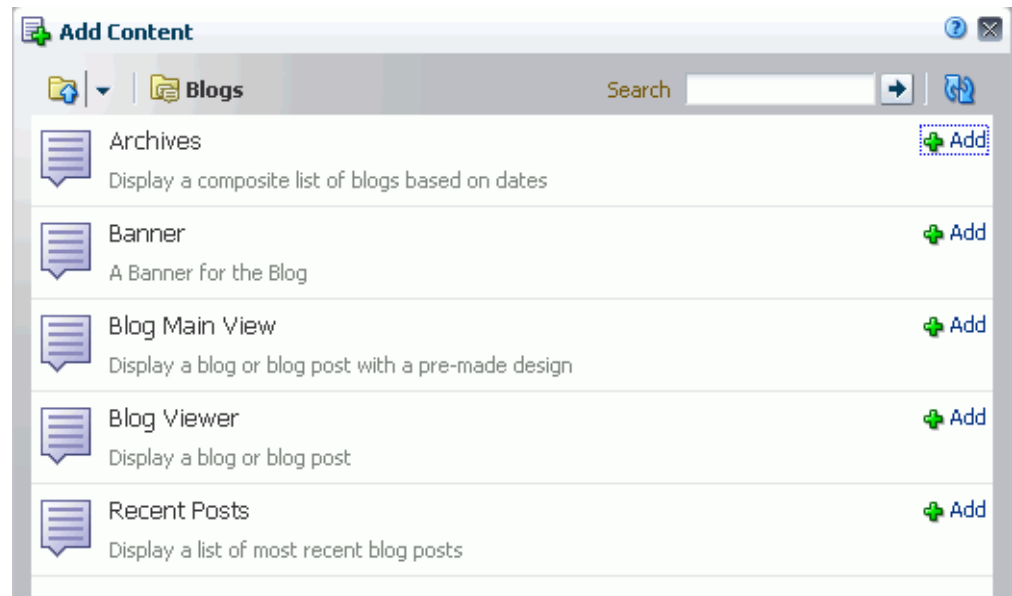 Add Content
Blogs Search
Archives Add
Display a composite list of blogs based on dates
Banner Add
A Banner for the Blog
Blog Main View Add
Display a blog or blog post with a pre-made design
Blog Viewer Add
Display a blog or blog post
Recent Posts Add
Display a list of most recent blog posts